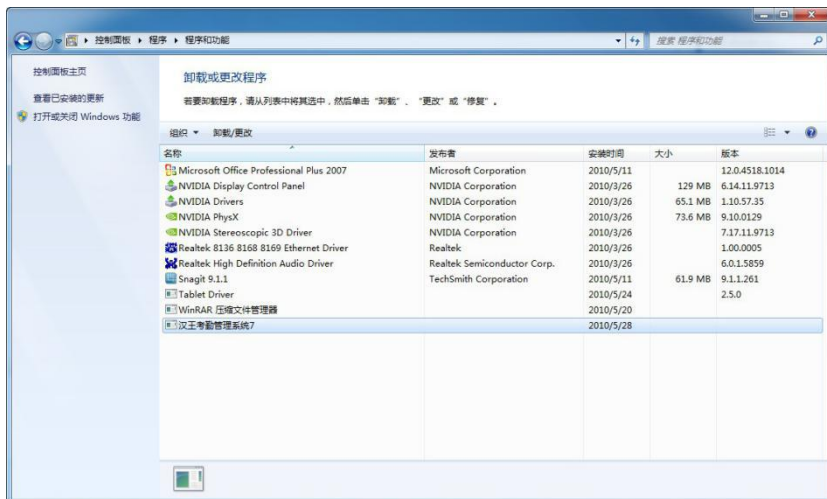 控制面板 ▸ 程序 ▸ 程序和功能
搜索 程序和功能
控制面板主页
查看已安装的更新
打开或关闭 Windows 功能
卸载或更改程序
若要卸载程序，请从列表中将其选中，然后单击“卸载”、“更改”或“修复”。
组织 卸载/更改
名称 发布者 安装时间 大小 版本
Microsoft Office Professional Plus 2007 Microsoft Corporation 2010/5/11 12.0.4518.1014
NVIDIA Display Control Panel NVIDIA Corporation 2010/3/26 129 MB 6.14.11.9713
NVIDIA Drivers NVIDIA Corporation 2010/3/26 65.1 MB 1.10.57.35
NVIDIA PhysX NVIDIA Corporation 2010/3/26 73.6 MB 9.10.0129
NVIDIA Stereoscopic 3D Driver NVIDIA Corporation 2010/3/26 7.17.11.9713
Realtek 8136 8168 8169 Ethernet Driver Realtek 2010/3/26 1.00.0005
Realtek High Definition Audio Driver Realtek Semiconductor Corp. 2010/3/26 6.0.1.5859
Snagit 9.1.1 TechSmith Corporation 2010/5/11 61.9 MB 9.1.1.261
Tablet Driver 2010/5/24 2.5.0
WinRAR 压缩文件管理器 2010/5/20
汉王考勤管理系统7 2010/5/28